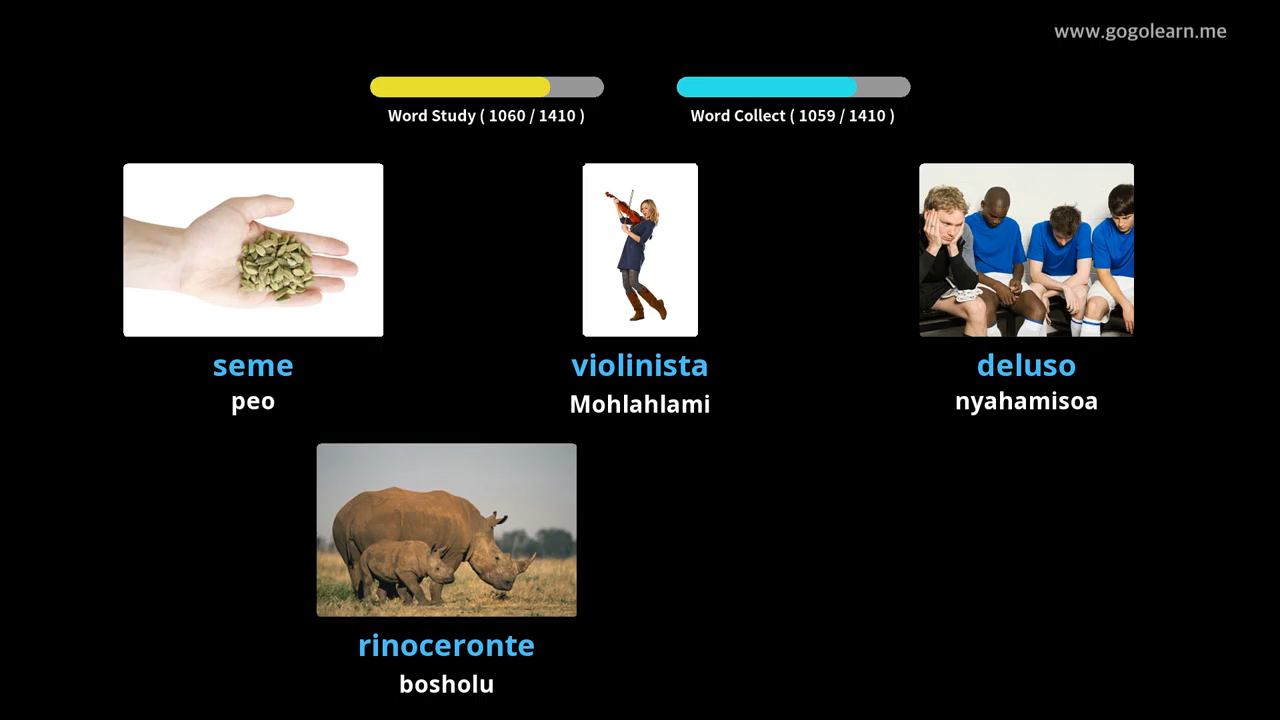 www.gogolearn.me
Word Study ( 1060 / 1410 )
Word Collect ( 1059 / 1410 )
seme
peo
violinista
Mohlahlami
deluso
nyahamisoa
rinoceronte
bosholu